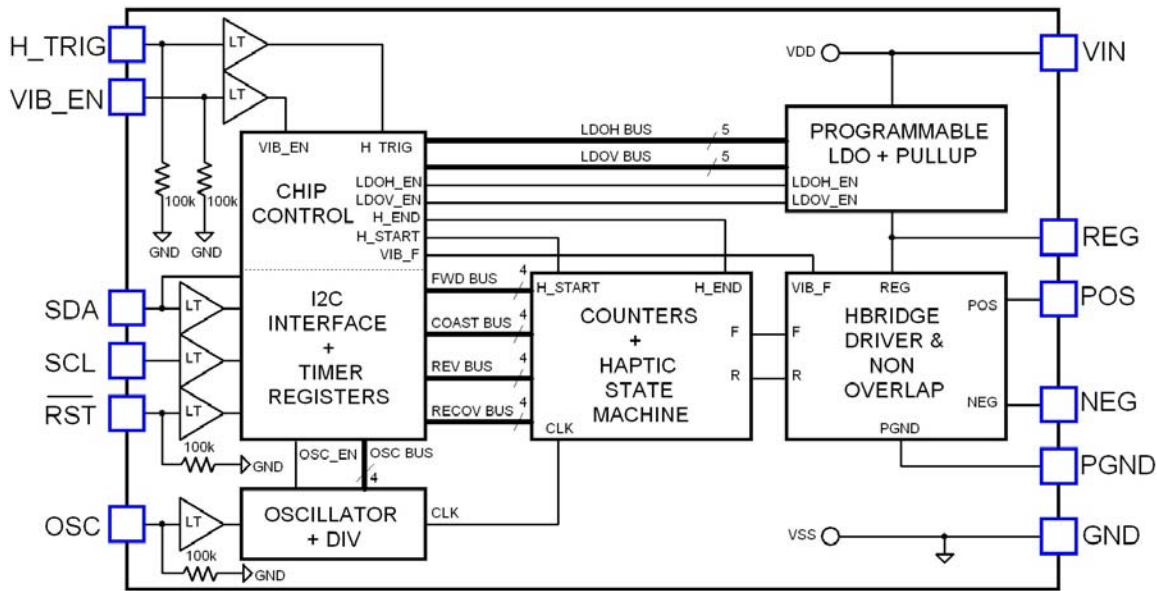 H_TRIG
LT
VIB_EN
LT
100k
100k
GND
GND
VDD
VIN
VIB_EN
H TRIG
CHIP
CONTROL
LDOH_EN
LDOV_EN
H_END
H_START
VIB_F
LDOH BUS
5
LDOV BUS
5
PROGRAMMABLE
LDO + PULLUP
LDOH_EN
LDOV_EN
REG
SDA
LT
SCL
LT
RST
LT
100k
GND
I2C
INTERFACE
+
TIMER
REGISTERS
FWD BUS
4
COAST BUS
4
REV BUS
4
RECOV BUS
4
H_START
H_END
COUNTERS
+
HAPTIC
STATE
MACHINE
F
R
CLK
VIB_F
REG
POS
HBRIDGE
DRIVER &
NON
OVERLAP
F
R
NEG
PGND
POS
NEG
PGND
OSC_EN
OSC BUS
4
OSC
LT
100k
GND
OSCILLATOR
+ DIV
CLK
VSS
GND